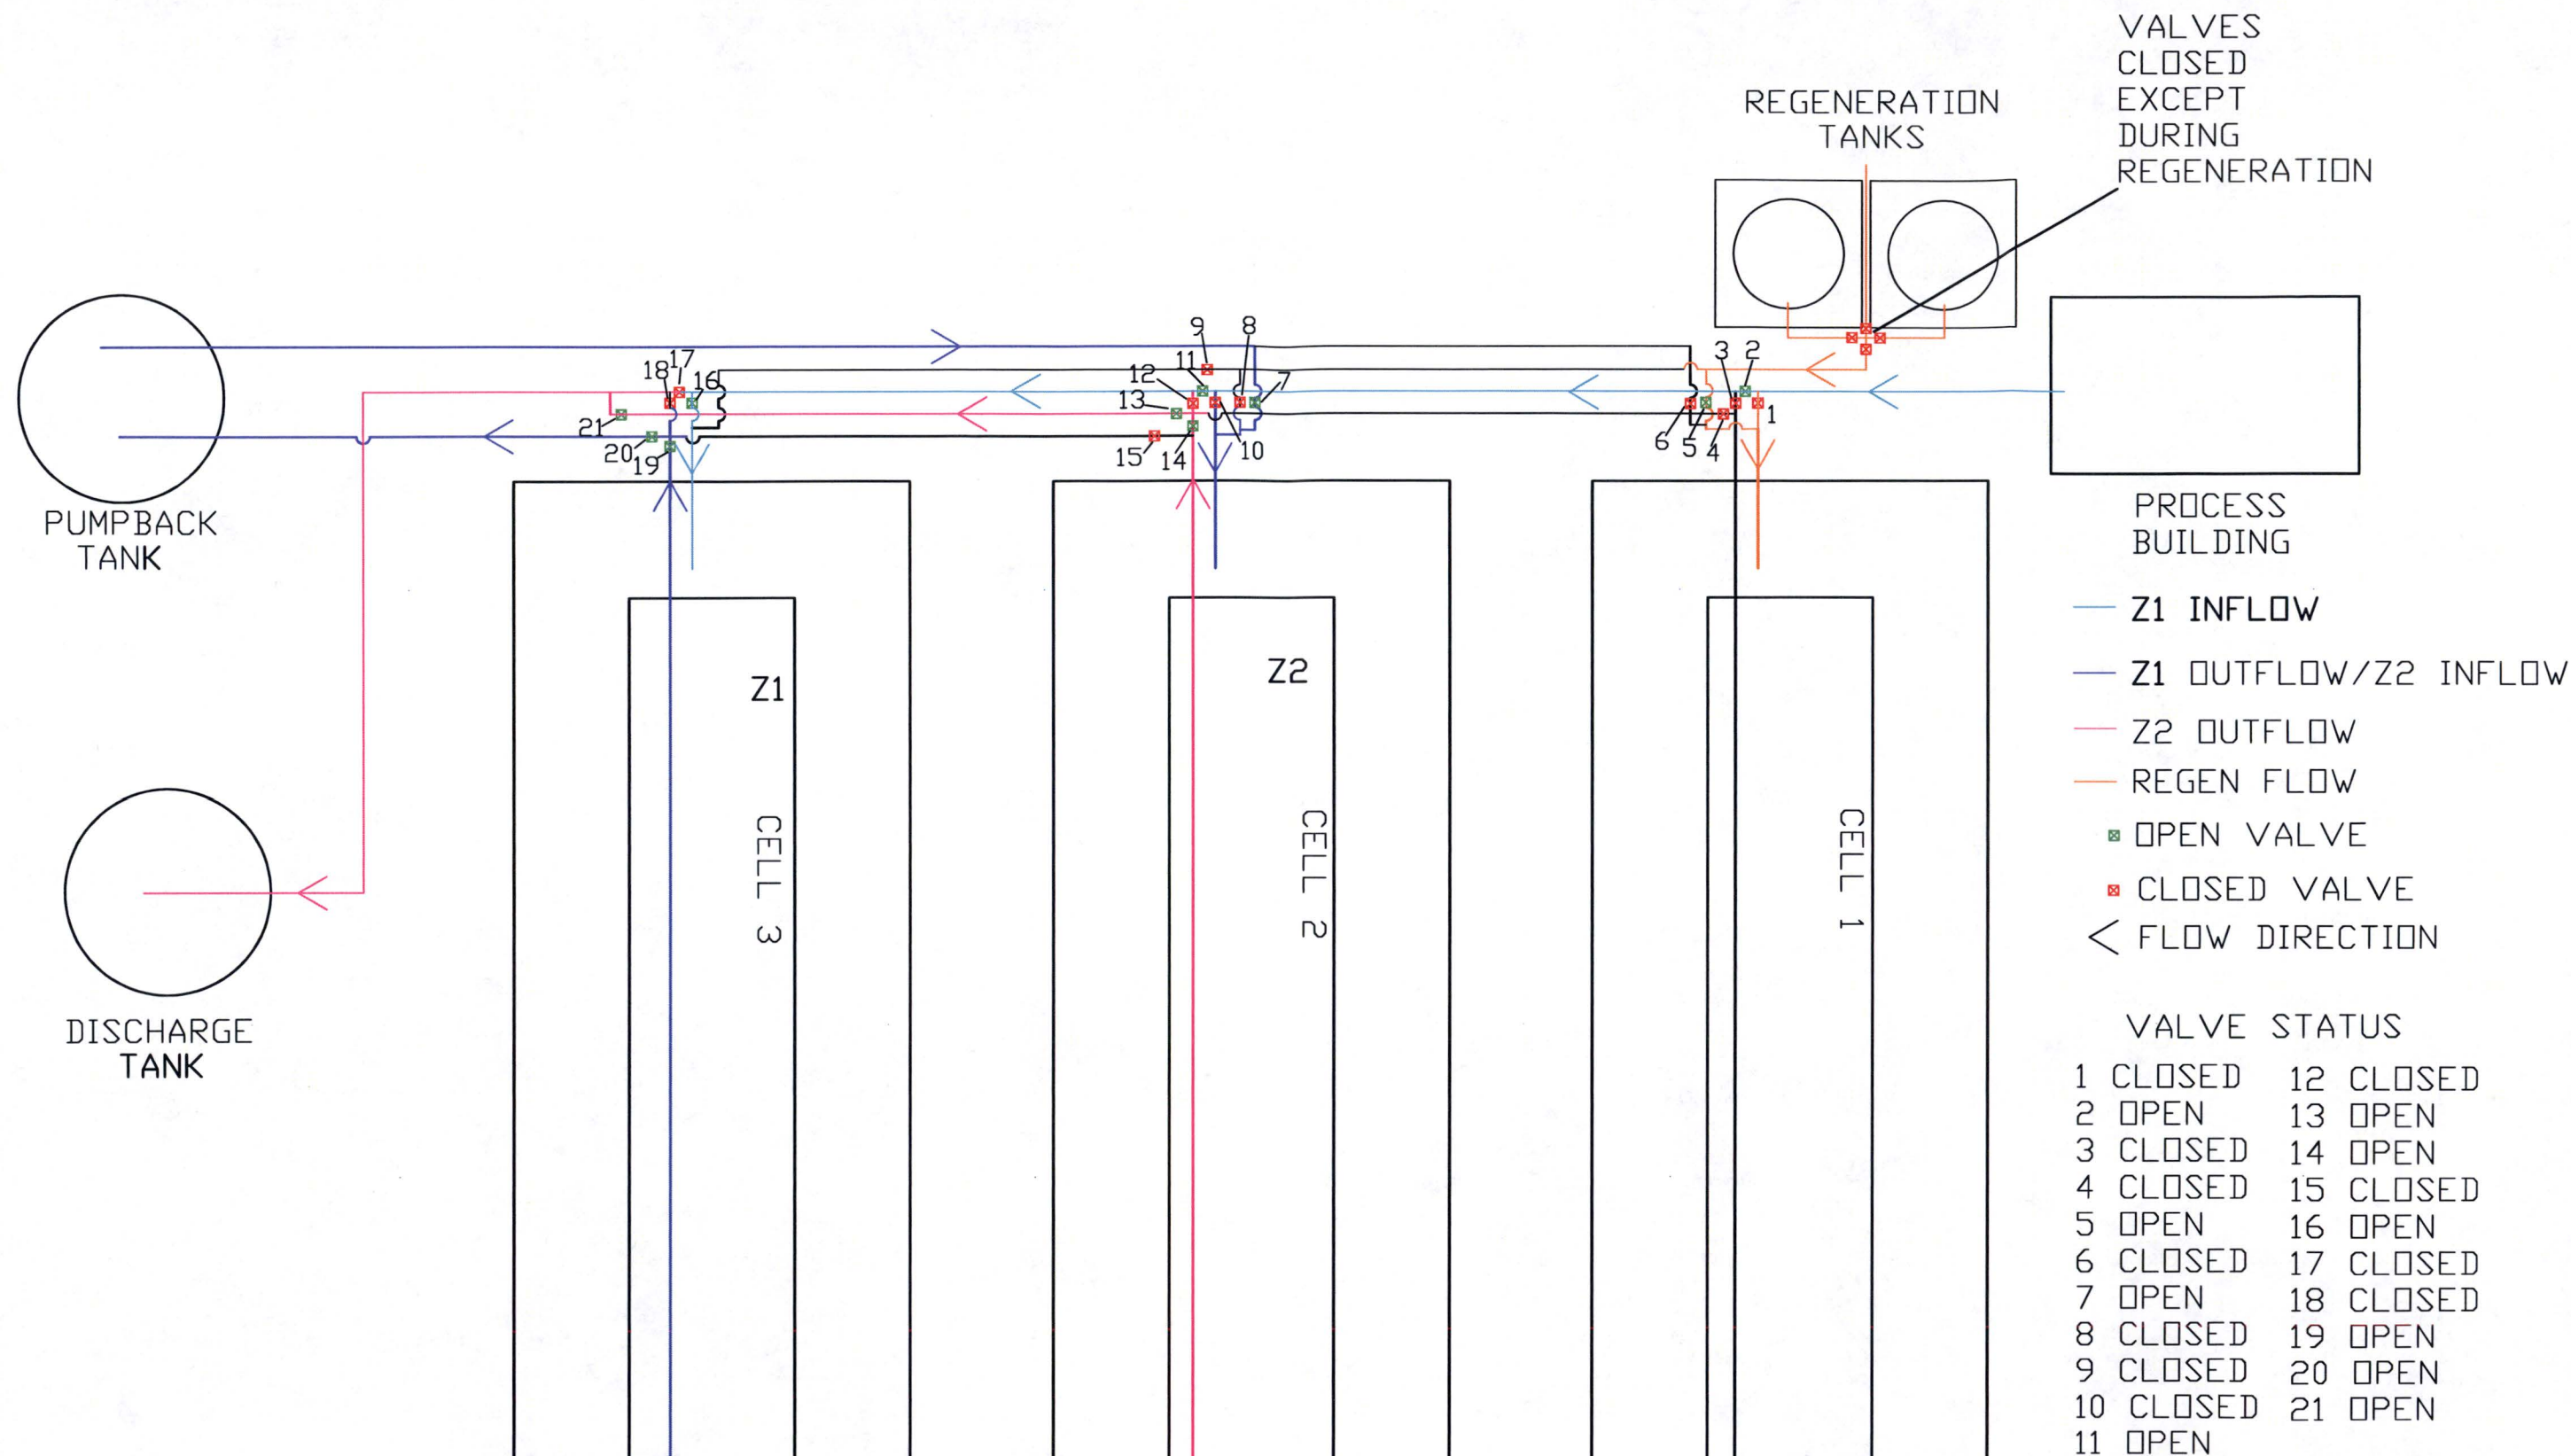 VALVES
CLOSED
EXCEPT
DURING
REGENERATION
REGENERATION
TANKS
9
8
17
18
16
11
12
7
3
2
13
1
21
20
19
15
14
10
6
5
4
PUMPBACK
TANK
PROCESS
BUILDING
Z1 INFLOW
Z1 OUTFLOW/Z2 INFLOW
Z2 OUTFLOW
REGEN FLOW
OPEN VALVE
CLOSED VALVE
FLOW DIRECTION
Z1
Z2
CELL 3
CELL 2
CELL 1
DISCHARGE
TANK
VALVE STATUS
1 CLOSED
2 OPEN
3 CLOSED
4 CLOSED
5 OPEN
6 CLOSED
7 OPEN
8 CLOSED
9 CLOSED
10 CLOSED
11 OPEN
12 CLOSED
13 OPEN
14 OPEN
15 CLOSED
16 OPEN
17 CLOSED
18 CLOSED
19 OPEN
20 OPEN
21 OPEN